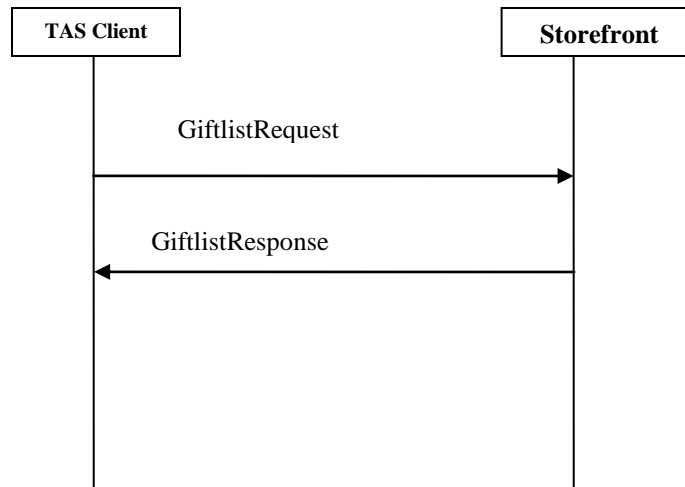 TAS Client
Storefront
GiftlistRequest
GiftlistResponse